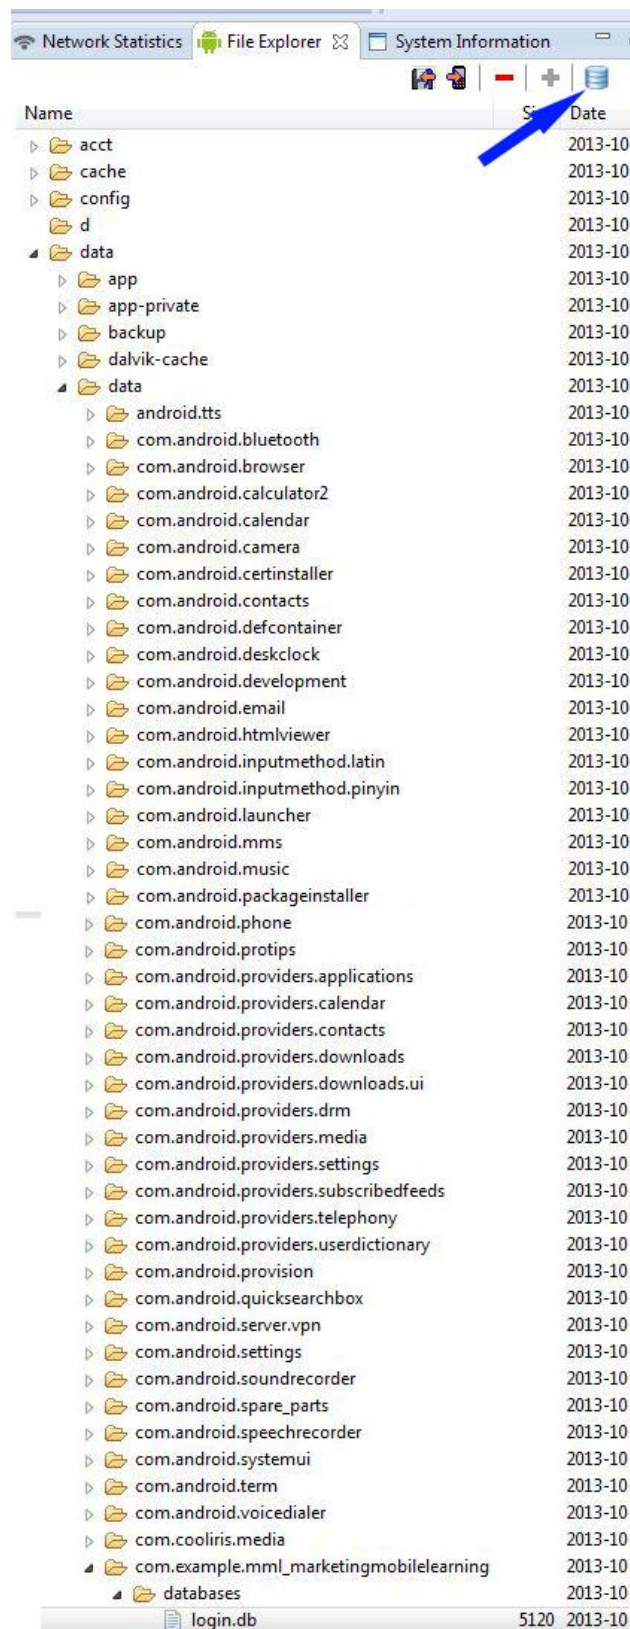 Network Statistics File Explorer System Information
Name Date
acct 2013-10
cache 2013-10
config 2013-10
d 2013-10
data 2013-10
app 2013-10
app-private 2013-10
backup 2013-10
dalvik-cache 2013-10
data 2013-10
android.tts 2013-10
com.android.bluetooth 2013-10
com.android.browser 2013-10
com.android.calculator2 2013-10
com.android.calendar 2013-10
com.android.camera 2013-10
com.android.certinstaller 2013-10
com.android.contacts 2013-10
com.android.defcontainer 2013-10
com.android.deskclock 2013-10
com.android.development 2013-10
com.android.email 2013-10
com.android.htmlviewer 2013-10
com.android.inputmethod.latin 2013-10
com.android.inputmethod.pinyin 2013-10
com.android.launcher 2013-10
com.android.mms 2013-10
com.android.music 2013-10
com.android.packageinstaller 2013-10
com.android.phone 2013-10
com.android.protips 2013-10
com.android.providers.applications 2013-10
com.android.providers.calendar 2013-10
com.android.providers.contacts 2013-10
com.android.providers.downloads 2013-10
com.android.providers.downloads.ui 2013-10
com.android.providers.drm 2013-10
com.android.providers.media 2013-10
com.android.providers.settings 2013-10
com.android.providers.subscribedfeeds 2013-10
com.android.providers.telephony 2013-10
com.android.providers.userdictionary 2013-10
com.android.provision 2013-10
com.android.quicksearchbox 2013-10
com.android.server.vpn 2013-10
com.android.settings 2013-10
com.android.soundrecorder 2013-10
com.android.spare_parts 2013-10
com.android.speechrecorder 2013-10
com.android.systemui 2013-10
com.android.term 2013-10
com.android.voicedialer 2013-10
com.cooliris.media 2013-10
com.example.mml_marketingmobilelearning 2013-10
databases 2013-10
login.db 5120 2013-10